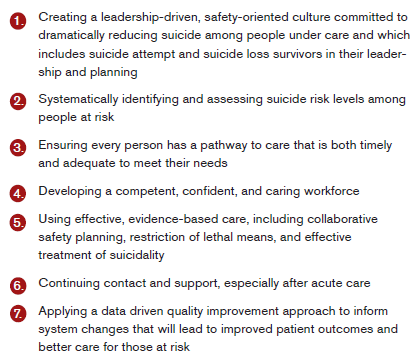 1. Creating a leadership-driven, safety-oriented culture committed to
dramatically reducing suicide among people under care and which
includes suicide attempt and suicide loss survivors in their leader-
ship and planning
2. Systematically identifying and assessing suicide risk levels among
people at risk
3. Ensuring every person has a pathway to care that is both timely
and adequate to meet their needs
4. Developing a competent, confident, and caring workforce
5. Using effective, evidence-based care, including collaborative
safety planning, restriction of lethal means, and effective
treatment of suicidality
6. Continuing contact and support, especially after acute care
7. Applying a data driven quality improvement approach to inform
system changes that will lead to improved patient outcomes and
better care for those at risk